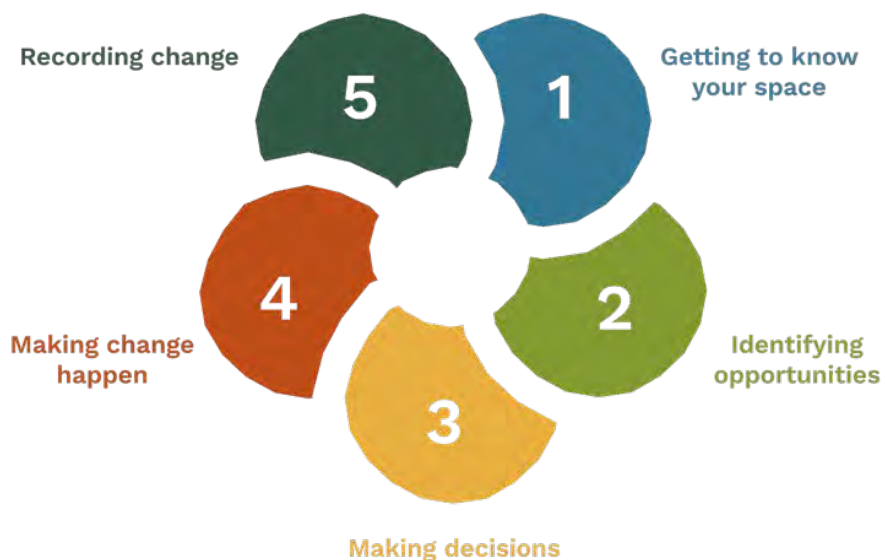 1
Getting to know
your space
2
Identifying
opportunities
3
Making decisions
4
Making change
happen
5
Recording change